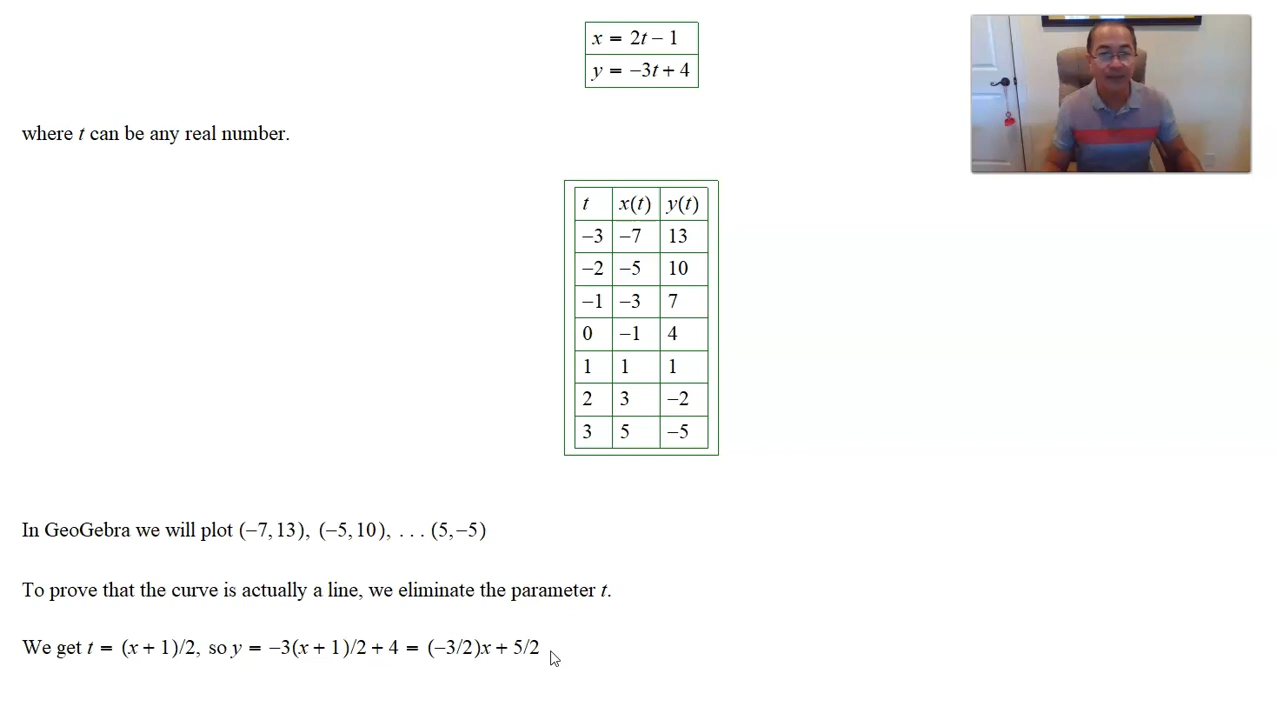 x = 2t − 1
y = −3t + 4
where t can be any real number.
t x(t) y(t)
−3 −7 13
−2 −5 10
−1 −3 7
0 −1 4
1 1 1
2 3 −2
3 5 −5
In GeoGebra we will plot (−7, 13), (−5, 10), . . . (5, −5)
To prove that the curve is actually a line, we eliminate the parameter t.
We get t = (x + 1)/2, so y = −3(x + 1)/2 + 4 = (−3/2)x + 5/2